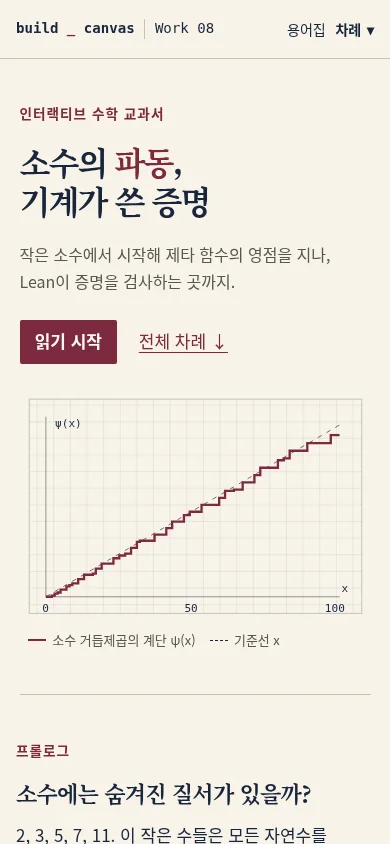 build _ canvas Work 08 용어집 차례 ▾
인터랙티브 수학 교과서
소수의 파동,
기계가 쓴 증명
작은 소수에서 시작해 제타 함수의 영점을 지나,
Lean이 증명을 검사하는 곳까지.
읽기 시작 전체 차례 ↓
ψ(x)
x
0 50 100
소수 거듭제곱의 계단 ψ(x) 기준선 x
프롤로그
소수에는 숨겨진 질서가 있을까?
2, 3, 5, 7, 11. 이 작은 수들은 모든 자연수를